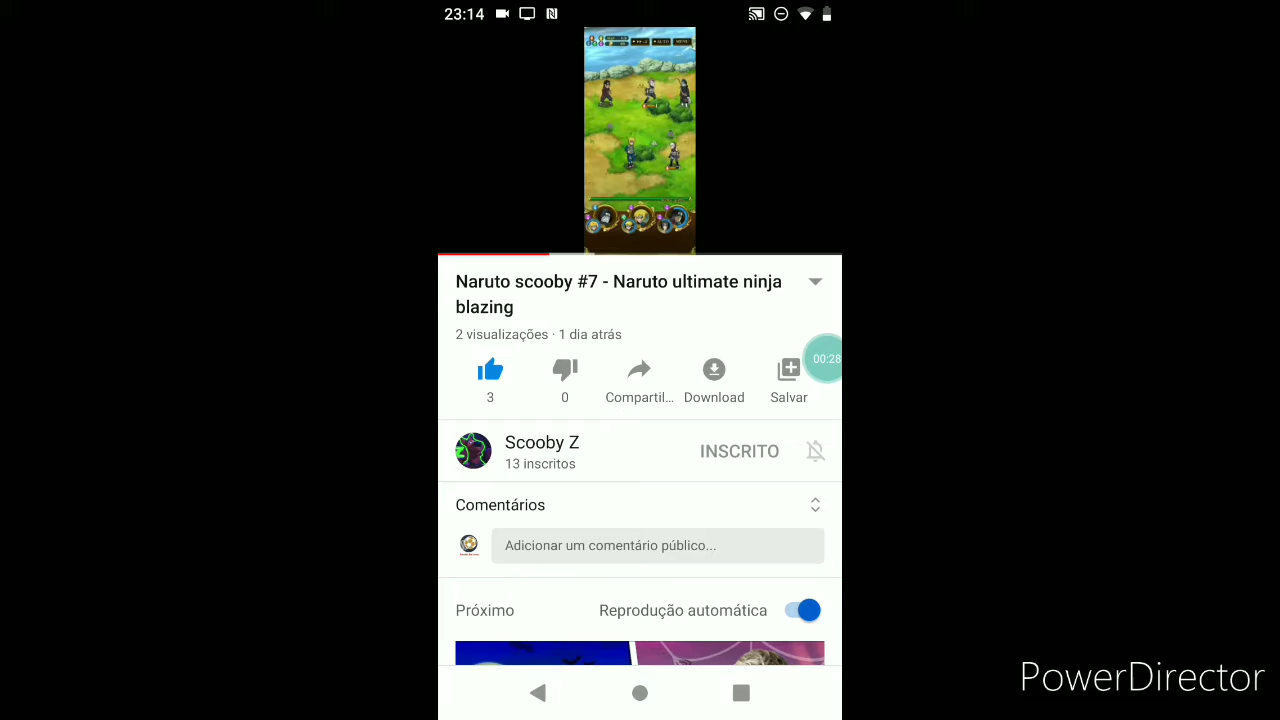 23:14
Naruto scooby #7 - Naruto ultimate ninja
blazing
2 visualizações · 1 dia atrás
00:28
3
0
Compartil...
Download
Salvar
Scooby Z
INSCRITO
13 inscritos
Comentários
Adicionar um comentário público...
Próximo
Reprodução automática
PowerDirector